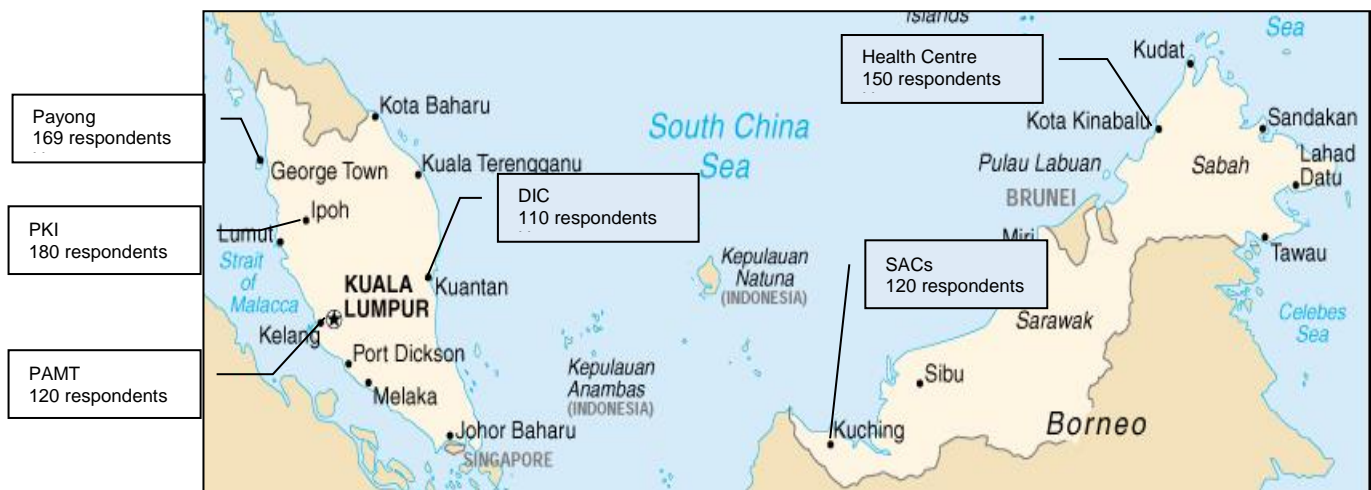 Islands
Sea
Health Centre
150 respondents
Kudat
Payong
169 respondents
Kota Baharu
South China
Sea
Kota Kinabalu
Sandakan
George Town
Kuala Terengganu
Pulau Labuan
Sabah
Lahad
Datu
DIC
110 respondents
BRUNEI
PKI
180 respondents
Ipoh
Lumut
Strait
of
Malacca
Miri
Tawau
KUALA
LUMPUR
Kuantan
Kepulauan
Natuna
(INDONESIA)
SACs
120 respondents
Celebes
Sea
Kelang
Sarawak
PAMT
120 respondents
Port Dickson
Melaka
Kepulauan
Anambas
(INDONESIA)
Sibu
Johor Baharu
SINGAPORE
Kuching
Borneo